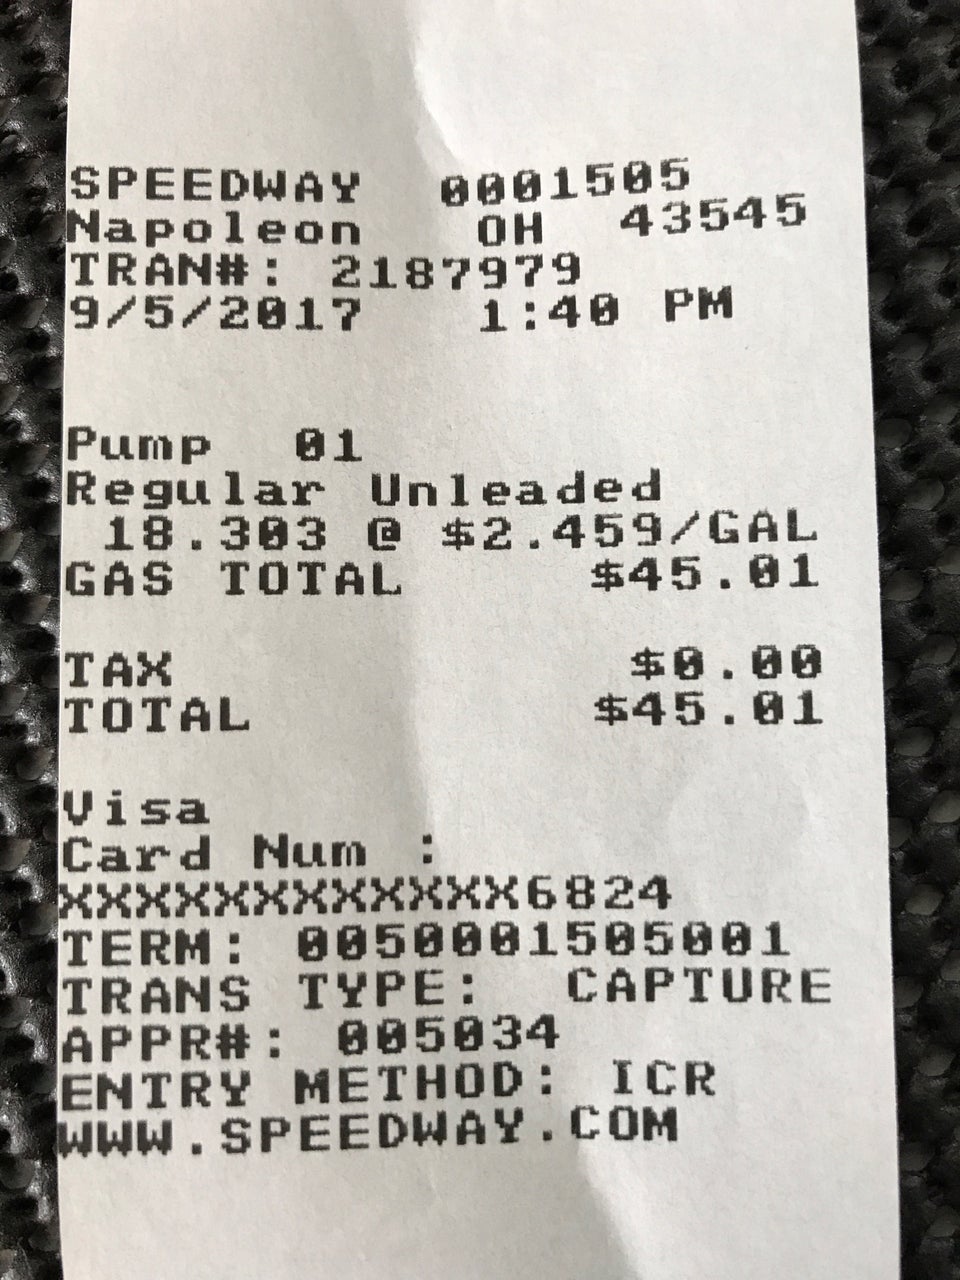 SPEEDWAY 0001505
Napoleon OH 43545
TRAN#: 2187979
9/5/2017 1:40 PM
Pump 01
Regular Unleaded
18.303 @ $2.459/GAL
GAS TOTAL $45.01
TAX $0.00
TOTAL $45.01
Visa
Card Num :
XXXXXXXXXXXX6824
TERM: 0050001505001
TRANS TYPE: CAPTURE
APPR#: 005034
ENTRY METHOD: ICR
WWW.SPEEDWAY.COM